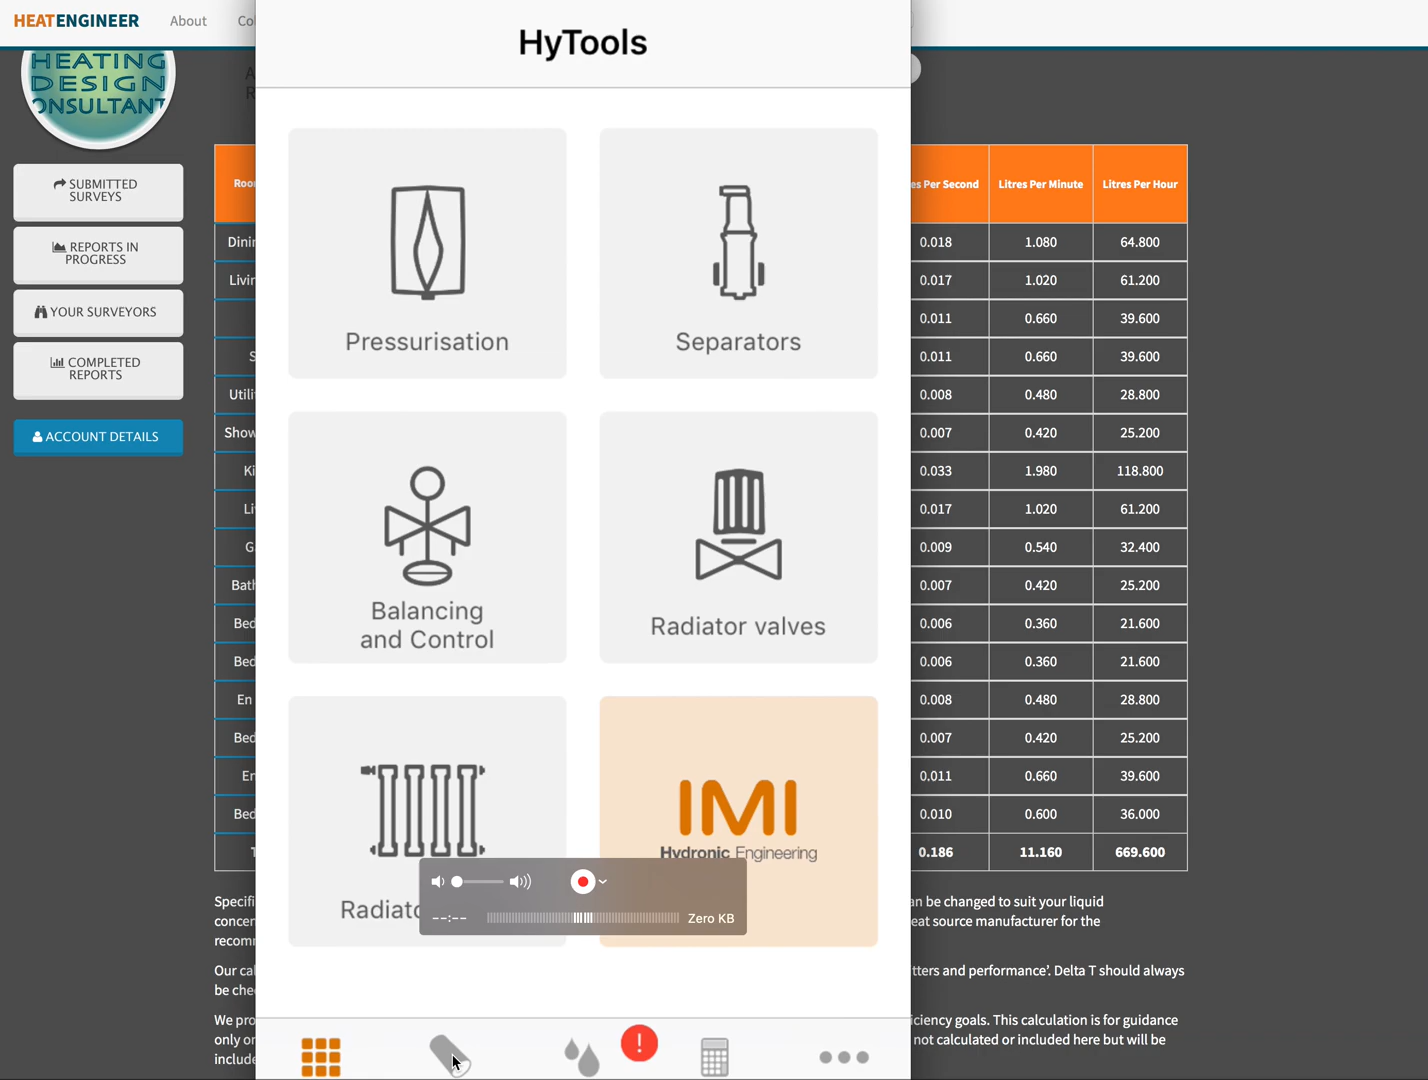 HEATENGINEER
About
HyTools
HEATING
DESIGN
ONSULTANT
SUBMITTED
SURVEYS
REPORTS IN
PROGRESS
YOUR SURVEYORS
COMPLETED
REPORTS
ACCOUNT DETAILS
Pressurisation
Separators
Balancing
and Control
Radiator valves
IMI
Hydronic Engineering
--:--
Zero KB
!
Per Second Litres Per Minute Litres Per Hour
0.018 1.080 64.800
0.017 1.020 61.200
0.011 0.660 39.600
0.011 0.660 39.600
0.008 0.480 28.800
0.007 0.420 25.200
0.033 1.980 118.800
0.017 1.020 61.200
0.009 0.540 32.400
0.007 0.420 25.200
0.006 0.360 21.600
0.006 0.360 21.600
En 0.008 0.480 28.800
0.007 0.420 25.200
0.011 0.660 39.600
0.010 0.600 36.000
0.186 11.160 669.600
an be changed to suit your liquid
eat source manufacturer for the
Our
tters and performance'. Delta T should always
be
We
iciency goals. This calculation is for guidance
only
not calculated or included here but will be